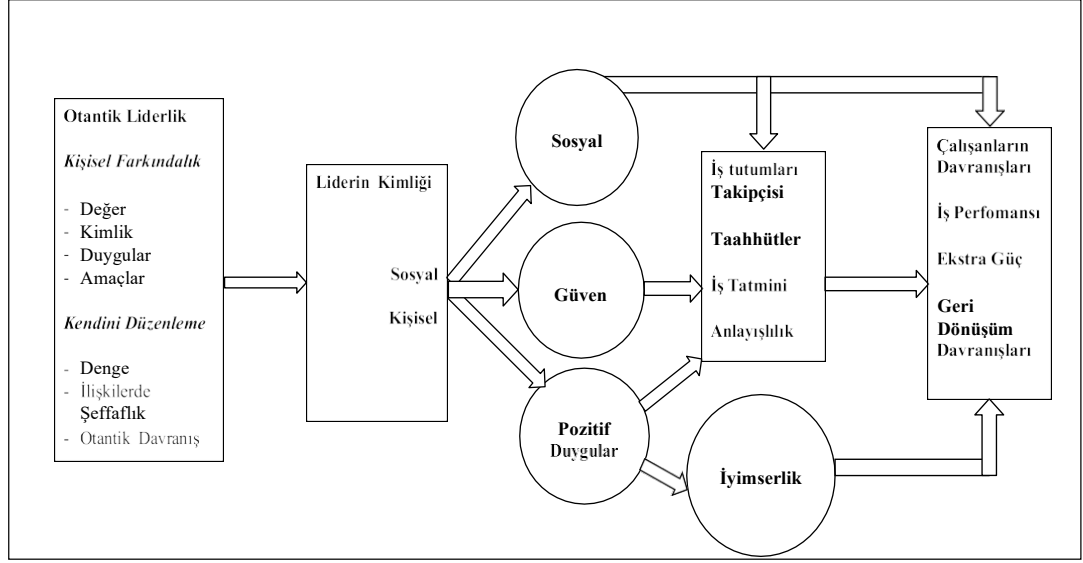 Otantik Liderlik
Kişisel Farkındalık
- Değer
- Kimlik
- Duygular
- Amaçlar
Kendini Düzenleme
- Denge
- İlişkilerde
Şeffaflık
- Otantik Davranış
Liderin Kimliği
Sosyal
Kişisel
Sosyal
Güven
Pozitif
Duygular
İyimserlik
İş tutumları
Takipçisi
Taahhütler
İş Tatmini
Anlayışlılık
Çalışanların
Davranışları
İş Perfomansı
Ekstra Güç
Geri
Dönüşüm
Davranışları